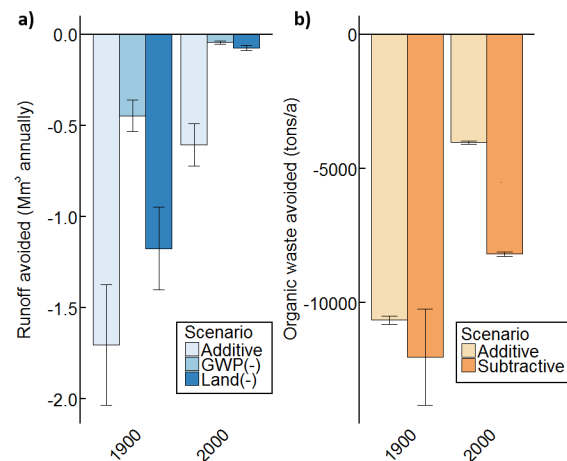 a)
Runoff avoided (Mm³ annually)
0.0
-0.5
-1.0
-1.5
-2.0
Scenario
Additive
GWP(-)
Land(-)
1900
2000
b)
Organic waste avoided (tons/a)
0
-5000
-10000
Scenario
Additive
Subtractive
1900
2000